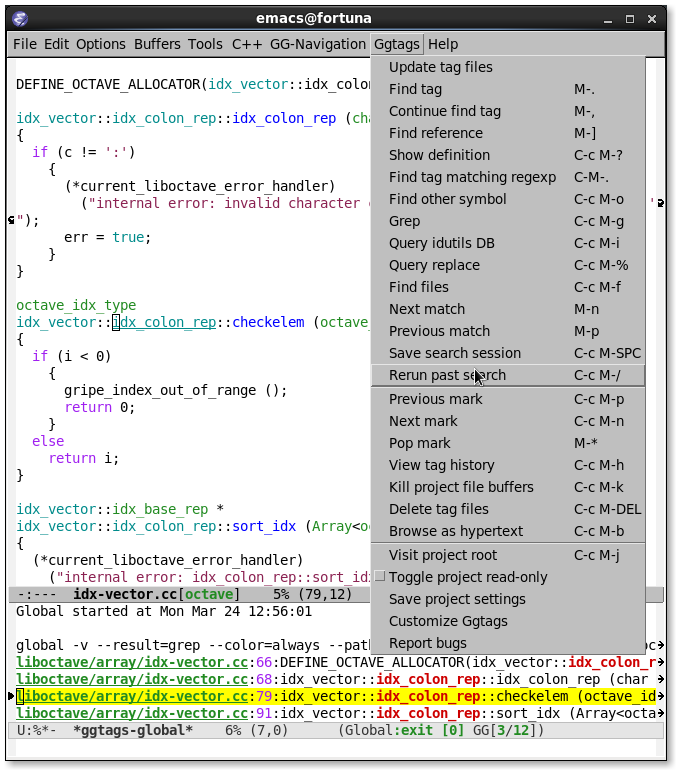 emacs@fortuna
File Edit Options Buffers Tools C++ GG-Navigation Ggtags Help
DEFINE_OCTAVE_ALLOCATOR(idx_vector::idx_colon
idx_vector::idx_colon_rep::idx_colon_rep (cha
{
if (c != ':')
{
(*current_liboctave_error_handler)
("internal error: invalid character
'
");
err = true;
}
}
octave_idx_type
idx_vector::idx_colon_rep::checkelem (octave_
{
if (i < 0)
{
gripe_index_out_of_range ();
return 0;
}
else
return i;
}
idx_vector::idx_base_rep *
idx_vector::idx_colon_rep::sort_idx (Array<oc
{
(*current_liboctave_error_handler)
("internal error: idx_colon_rep::sort_idx
Update tag files
Find tag M-.
Continue find tag M-,
Find reference M-]
Show definition C-c M-?
Find tag matching regexp C-M-.
Find other symbol C-c M-o
Grep C-c M-g
Query idutils DB C-c M-i
Query replace C-c M-%
Find files C-c M-f
Next match M-n
Previous match M-p
Save search session C-c M-SPC
Rerun past search C-c M-/
Previous mark C-c M-p
Next mark C-c M-n
Pop mark M-*
View tag history C-c M-h
Kill project file buffers C-c M-k
Delete tag files C-c M-DEL
Browse as hypertext C-c M-b
Visit project root C-c M-j
Toggle project read-only
Save project settings
Customize Ggtags
Report bugs
-:--- idx-vector.cc[octave] 5% (79,12)
Global started at Mon Mar 24 12:56:01
global -v --result=grep --color=always --path
liboctave/array/idx-vector.cc:66:DEFINE_OCTAVE_ALLOCATOR(idx_vector::idx_colon_r
liboctave/array/idx-vector.cc:68:idx_vector::idx_colon_rep::idx_colon_rep (char
liboctave/array/idx-vector.cc:79:idx_vector::idx_colon_rep::checkelem (octave_id
liboctave/array/idx-vector.cc:91:idx_vector::idx_colon_rep::sort_idx (Array<octa
U:%*- *ggtags-global* 6% (7,0) (Global:exit [0] GG[3/12])